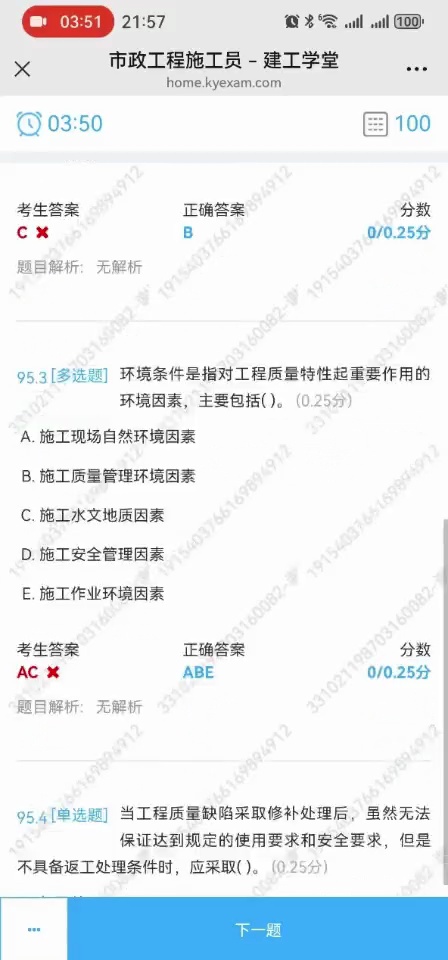 03:51 21:57 100
市政工程施工员 – 建工学堂
home.kyexam.com
03:50 100
考生答案 正确答案 分数
C B 0/0.25分
题目解析: 无解析
95.3 [多选题] 环境条件是指对工程质量特性起重要作用的
环境因素，主要包括( )。(0.25分)
A. 施工现场自然环境因素
B. 施工质量管理环境因素
C. 施工水文地质因素
D. 施工安全管理因素
E. 施工作业环境因素
考生答案 正确答案 分数
AC ABE 0/0.25分
题目解析: 无解析
95.4 [单选题] 当工程质量缺陷采取修补处理后，虽然无法
保证达到规定的使用要求和安全要求，但是
不具备返工处理条件时，应采取( )。(0.25分)
下一题